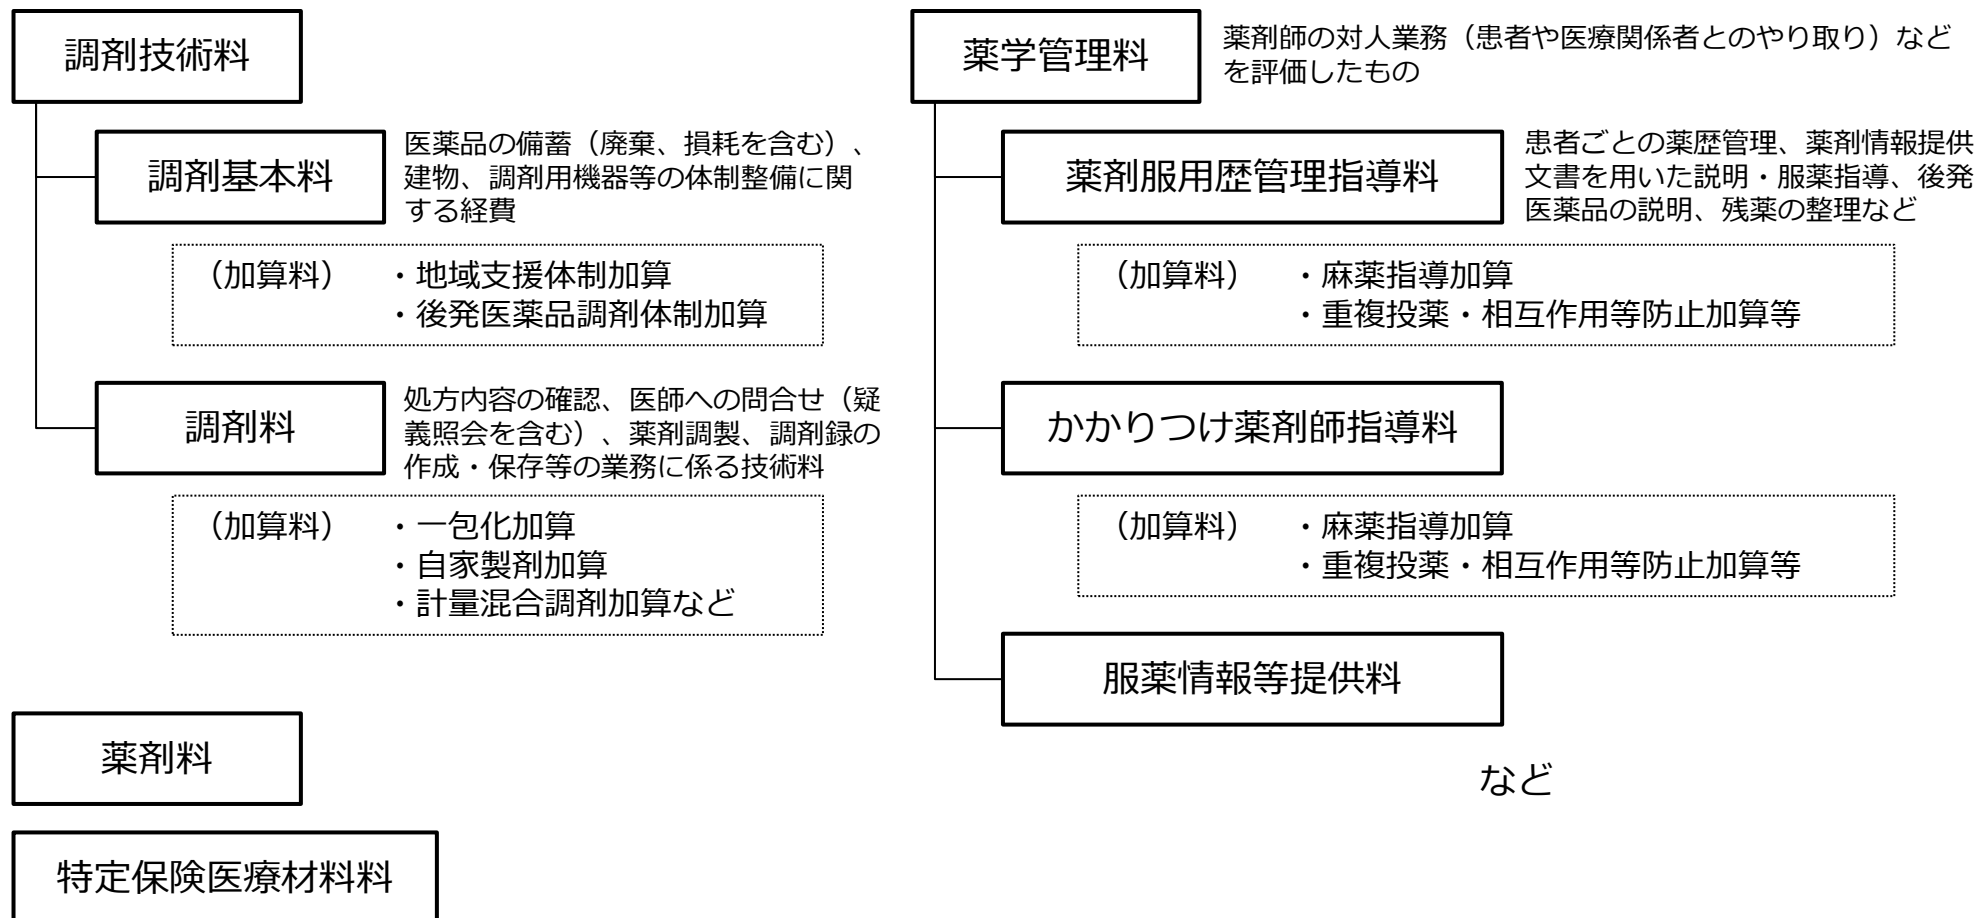 調剤技術料
調剤基本料
医薬品の備蓄（廃棄、損耗を含む）、
建物、調剤用機器等の体制整備に関
する経費
（加算料）　・地域支援体制加算
・後発医薬品調剤体制加算
調剤料
処方内容の確認、医師への問合せ（疑
義照会を含む）、薬剤調製、調剤録の
作成・保存等の業務に係る技術料
（加算料）　・一包化加算
・自家製剤加算
・計量混合調剤加算など
薬剤料
特定保険医療材料料
薬学管理料
薬剤師の対人業務（患者や医療関係者とのやり取り）など
を評価したもの
薬剤服用歴管理指導料
患者ごとの薬歴管理、薬剤情報提供
文書を用いた説明・服薬指導、後発
医薬品の説明、残薬の整理など
（加算料）　・麻薬指導加算
・重複投薬・相互作用等防止加算等
かかりつけ薬剤師指導料
（加算料）　・麻薬指導加算
・重複投薬・相互作用等防止加算等
服薬情報等提供料
など